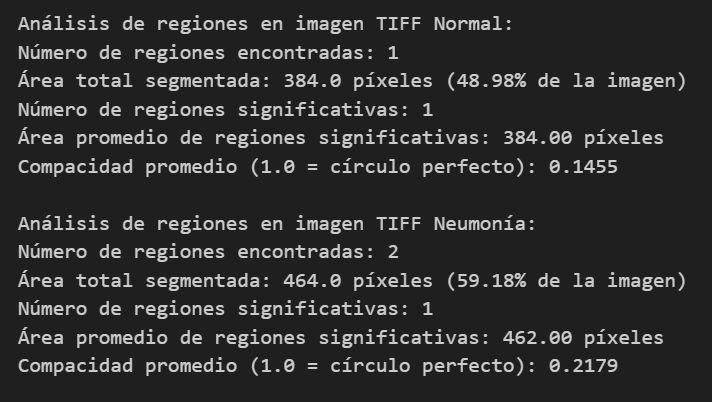 Análisis de regiones en imagen TIFF Normal:
Número de regiones encontradas: 1
Área total segmentada: 384.0 píxeles (48.98% de la imagen)
Número de regiones significativas: 1
Área promedio de regiones significativas: 384.00 píxeles
Compacidad promedio (1.0 = círculo perfecto): 0.1455
Análisis de regiones en imagen TIFF Neumonía:
Número de regiones encontradas: 2
Área total segmentada: 464.0 píxeles (59.18% de la imagen)
Número de regiones significativas: 1
Área promedio de regiones significativas: 462.00 píxeles
Compacidad promedio (1.0 = círculo perfecto): 0.2179